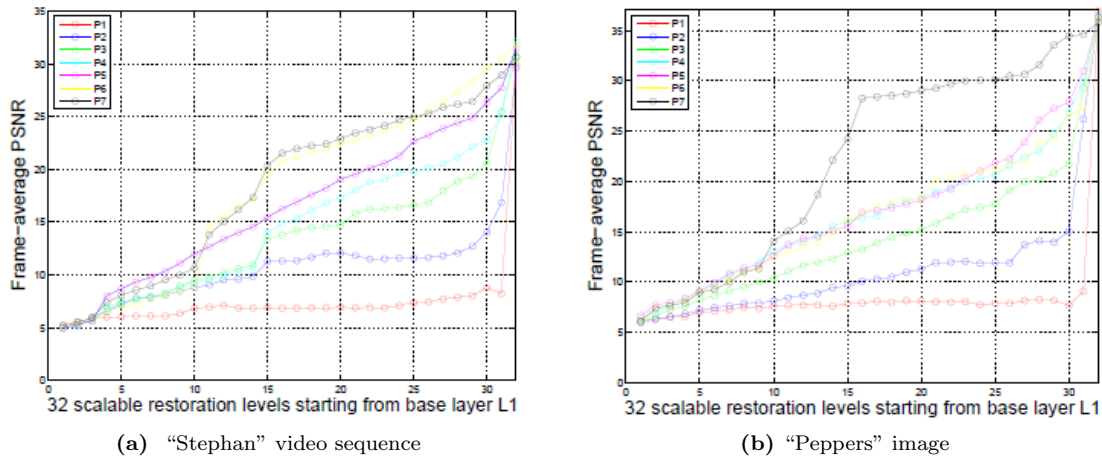 P1
P2
P3
P4
P5
P6
P7
35
30
25
20
15
10
5
0
5
10
15
20
25
30
Frame-average PSNR
32 scalable restoration levels starting from base layer L1
(a) “Stephan” video sequence
P1
P2
P3
P4
P5
P6
P7
35
30
25
20
15
10
5
0
5
10
15
20
25
30
Frame-average PSNR
32 scalable restoration levels starting from base layer L1
(b) “Peppers” image